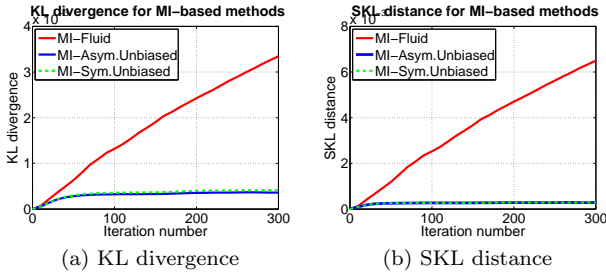 KL divergence for MI-based methods
4 x 10
MI-Fluid
MI-Asym.Unbiased
MI-Sym.Unbiased
KL divergence
3
2
1
0
0 100 200 300
Iteration number
(a) KL divergence
SKL distance for MI-based methods
8 x 10
MI-Fluid
MI-Asym.Unbiased
MI-Sym.Unbiased
SKL distance
6
4
2
0
0 100 200 300
Iteration number
(b) SKL distance